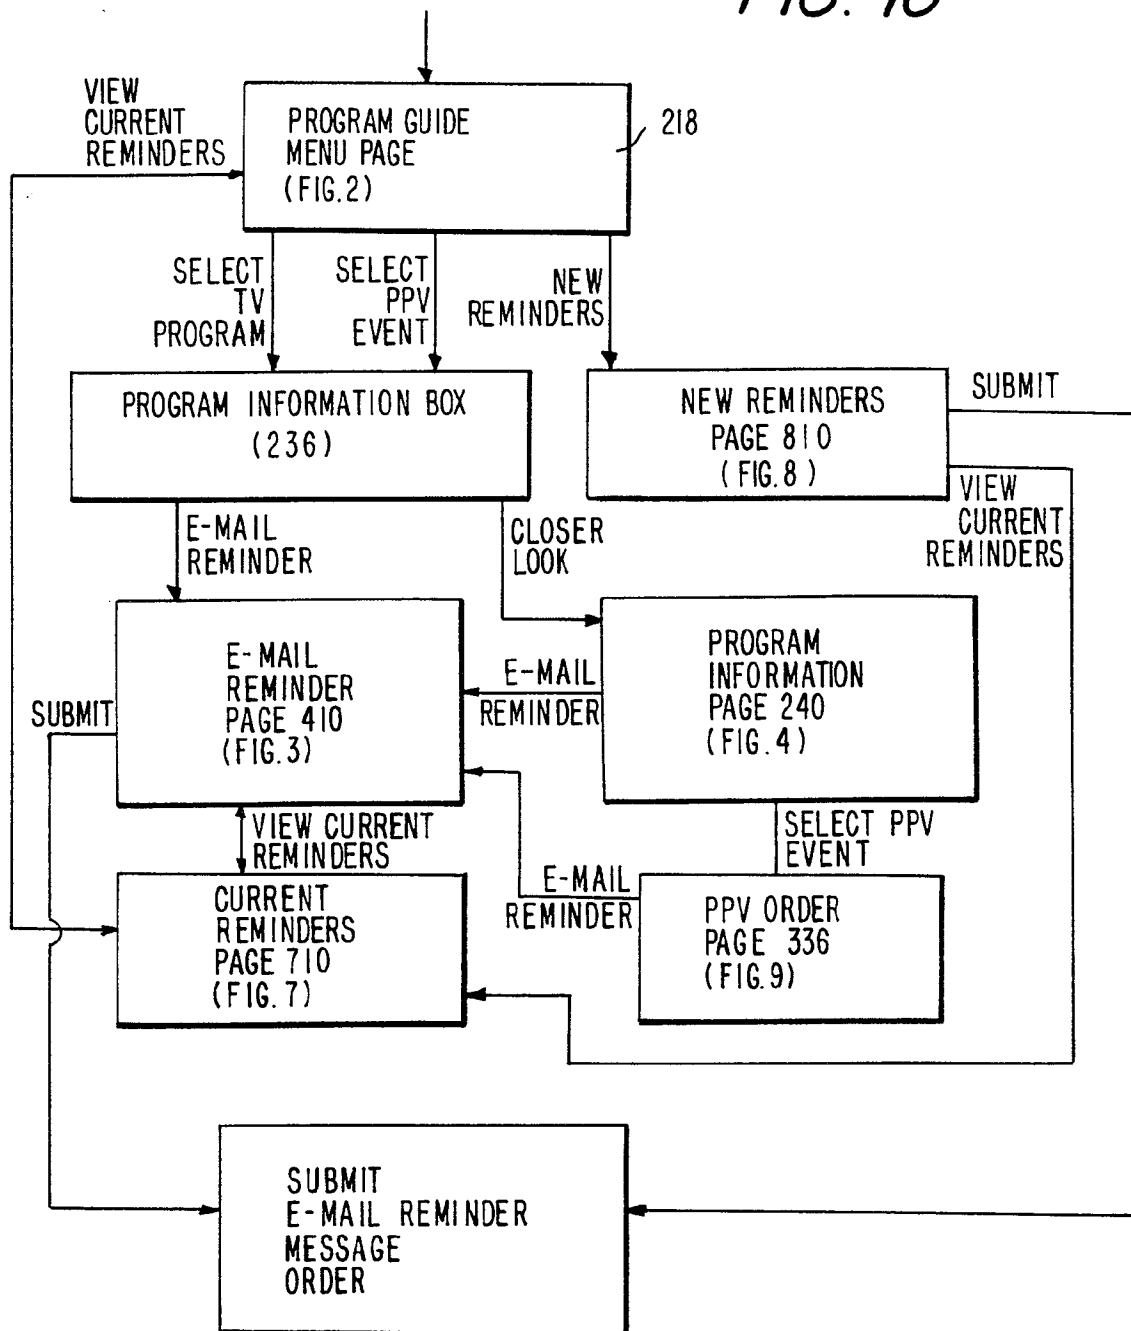 FIG. 10
VIEW
CURRENT
REMINDERS
PROGRAM GUIDE
MENU PAGE
(FIG.2)
218
SELECT
TV
PROGRAM
SELECT
PPV
EVENT
NEW
REMINDERS
PROGRAM INFORMATION BOX
(236)
NEW REMINDERS
PAGE 810
(FIG.8)
SUBMIT
VIEW
CURRENT
REMINDERS
E-MAIL
REMINDER
CLOSER
LOOK
E-MAIL
REMINDER
PAGE 410
(FIG.3)
E-MAIL
REMINDER
PROGRAM
INFORMATION
PAGE 240
(FIG.4)
SUBMIT
VIEW CURRENT
REMINDERS
SELECT PPV
EVENT
E-MAIL
REMINDER
CURRENT
REMINDERS
PAGE 710
(FIG.7)
PPV ORDER
PAGE 336
(FIG.9)
SUBMIT
E-MAIL REMINDER
MESSAGE
ORDER